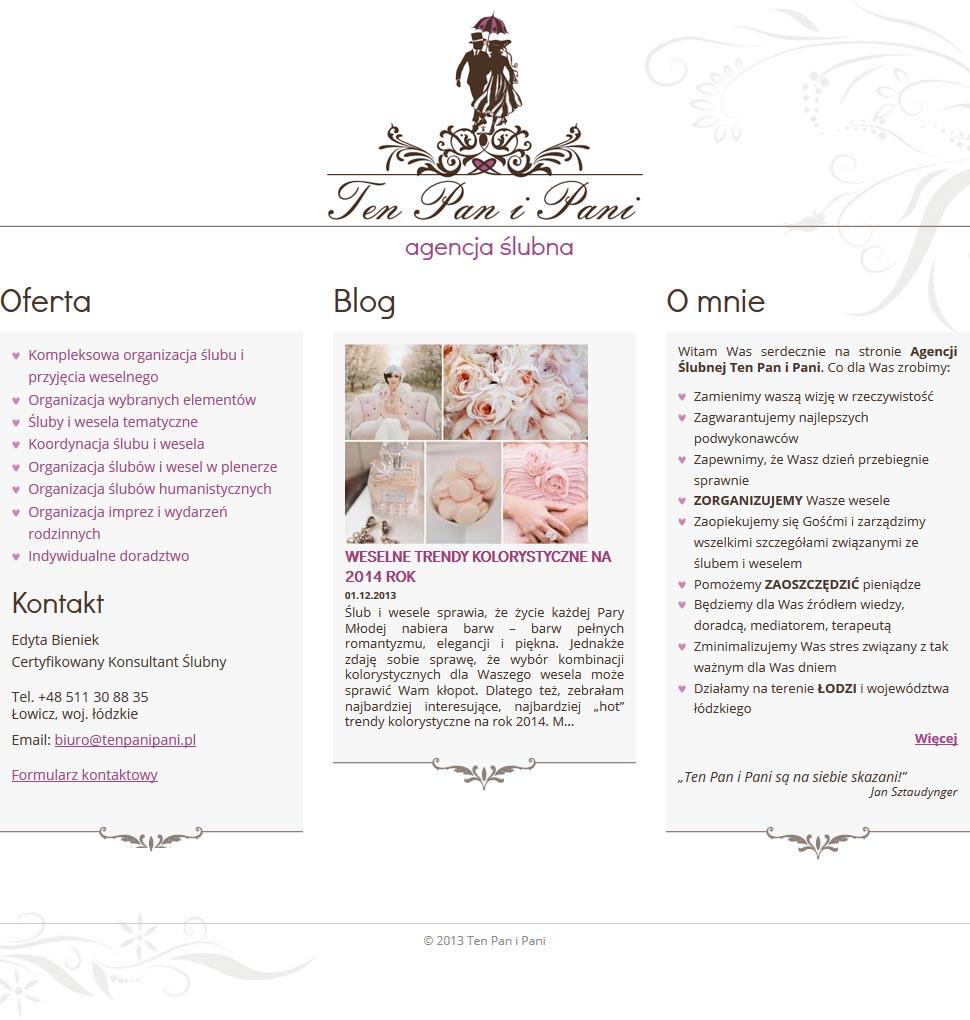 Ten Pan i Pani
agencja ślubna
Oferta
Kompleksowa organizacja ślubu i
przyjęcia weselnego
Organizacja wybranych elementów
Śluby i wesela tematyczne
Koordynacja ślubu i wesela
Organizacja ślubów i wesel w plenerze
Organizacja ślubów humanistycznych
Organizacja imprez i wydarzeń
rodzinnych
Indywidualne doradztwo
Kontakt
Edyta Bieniek
Certyfikowany Konsultant Ślubny
Tel. +48 511 30 88 35
Łowicz, woj. łódzkie
Email: biuro@tenpanipani.pl
Formularz kontaktowy
Blog
WESELNE TRENDY KOLORYSTYCZNE NA
2014 ROK
01.12.2013
Ślub i wesele sprawia, że życie każdej Pary
Młodej nabiera barw – barw pełnych
romantyzmu, elegancji i piękna. Jednakże
zdaję sobie sprawę, że wybór kombinacji
kolorystycznych dla Waszego wesela może
sprawić Wam kłopot. Dlatego też, zebrałam
najbardziej interesujące, najbardziej „hot”
trendy kolorystyczne na rok 2014. M...
O mnie
Witam Was serdecznie na stronie Agencji
Ślubnej Ten Pan i Pani. Co dla Was zrobimy:
Zamienimy waszą wizję w rzeczywistość
Zagwarantujemy najlepszych
podwykonawców
Zapewnimy, że Wasz dzień przebiegnie
sprawnie
ZORGANIZUJEMY Wasze wesele
Zaopiekujemy się Gośćmi i zarządzimy
wszelkimi szczegółami związanymi ze
ślubem i weselem
Pomożemy ZAOSZCZĘDZIĆ pieniądze
Będziemy dla Was źródłem wiedzy,
doradcą, mediatorem, terapeutą
Zminimalizujemy Was stres związany z tak
ważnym dla Was dniem
Działamy na terenie ŁODZI i województwa
łódzkiego
Więcej
„Ten Pan i Pani są na siebie skazani!”
Jan Sztaudynger
© 2013 Ten Pan i Pani